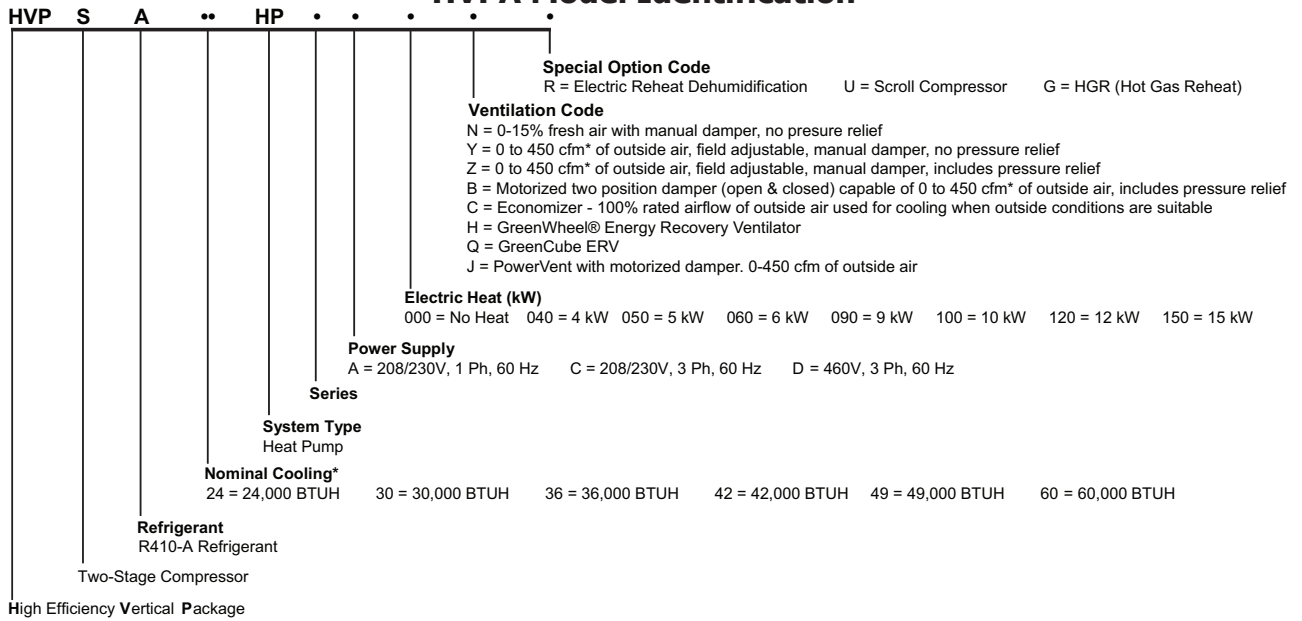 HVPA Model Identification
HVP S A •• HP • • • • •
Special Option Code
R = Electric Reheat Dehumidification U = Scroll Compressor G = HGR (Hot Gas Reheat)
Ventilation Code
N = 0-15% fresh air with manual damper, no presure relief
Y = 0 to 450 cfm* of outside air, field adjustable, manual damper, no pressure relief
Z = 0 to 450 cfm* of outside air, field adjustable, manual damper, includes pressure relief
B = Motorized two position damper (open & closed) capable of 0 to 450 cfm* of outside air, includes pressure relief
C = Economizer - 100% rated airflow of outside air used for cooling when outside conditions are suitable
H = GreenWheel® Energy Recovery Ventilator
Q = GreenCube ERV
J = PowerVent with motorized damper. 0-450 cfm of outside air
Electric Heat (kW)
000 = No Heat 040 = 4 kW 050 = 5 kW 060 = 6 kW 090 = 9 kW 100 = 10 kW 120 = 12 kW 150 = 15 kW
Power Supply
A = 208/230V, 1 Ph, 60 Hz C = 208/230V, 3 Ph, 60 Hz D = 460V, 3 Ph, 60 Hz
Series
System Type
Heat Pump
Nominal Cooling*
24 = 24,000 BTUH 30 = 30,000 BTUH 36 = 36,000 BTUH 42 = 42,000 BTUH 49 = 49,000 BTUH 60 = 60,000 BTUH
Refrigerant
R410-A Refrigerant
Two-Stage Compressor
High Efficiency Vertical Package